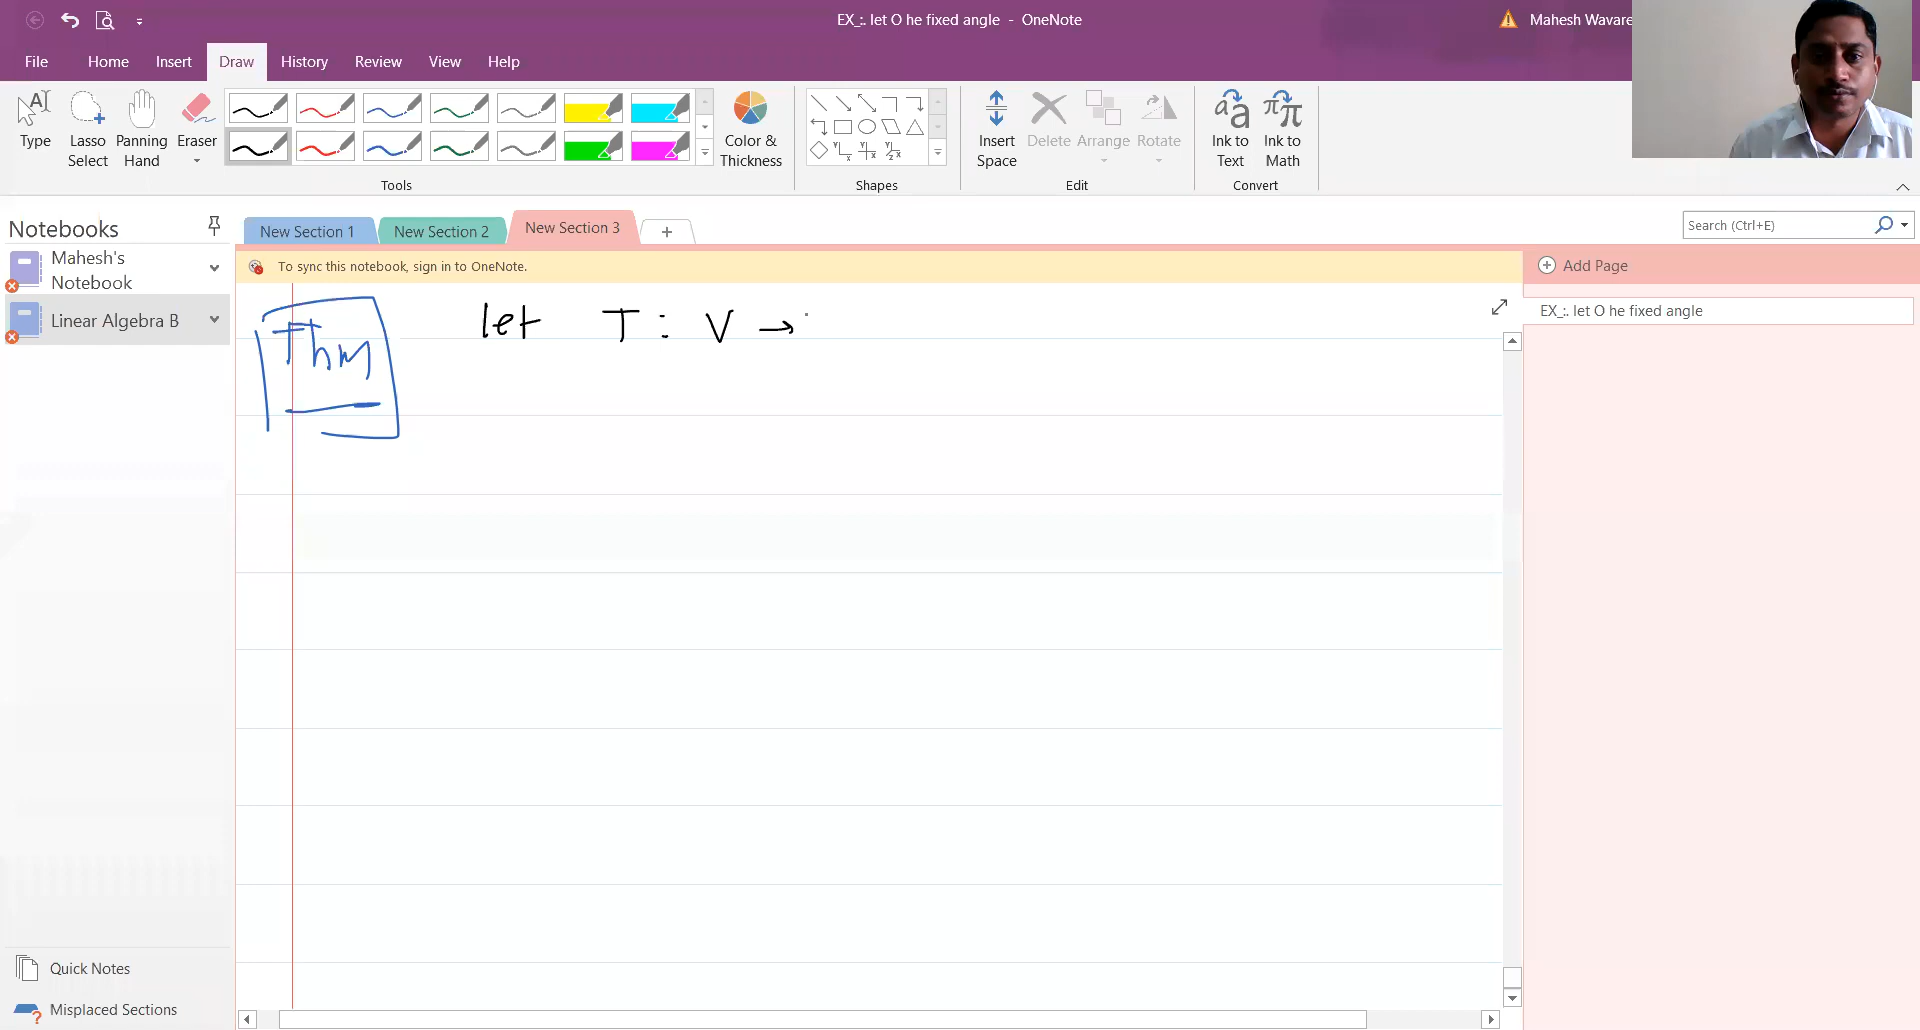 EX_:. let O he fixed angle - OneNote
Mahesh Wavare
File Home Insert Draw History Review View Help
Type
Lasso Select
Panning Hand
Eraser
Color & Thickness
Insert Space
Delete
Arrange
Rotate
Ink to Text
Ink to Math
Tools
Shapes
Edit
Convert
Notebooks
New Section 1
New Section 2
New Section 3
+
Search (Ctrl+E)
Mahesh's Notebook
Linear Algebra B
To sync this notebook, sign in to OneNote.
Add Page
EX_:. let O he fixed angle
Thm
let T : V →
Quick Notes
Misplaced Sections